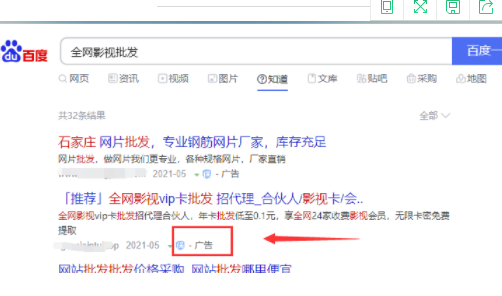 Bai du 百度
全网影视批发
百度一
网页 资讯 视频 图片 知道 文库 贴吧 采购 地图
共32条结果
全部
石家庄 网片批发，专业钢筋网片厂家，库存充足
网片批发，做网片我们更专业，各种规格网片，厂家直销
2021-05 - 广告
「推荐」全网影视vip卡批发 招代理_合伙人/影视卡/会..
全网影视vip卡批发招代理合伙人，年卡批发低至0.1元，享全网24家收费影视会员，无限卡密免费
提取
2021-05 - 广告
网站批发批发价格采购 网站批发哪里便宜